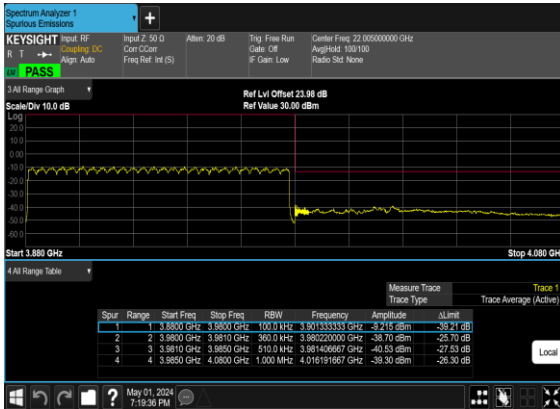 Spectrum Analyzer 1
Spurious Emissions
+
KEYSIGHT Input: RF Input Z: 50 Ω Atten: 20 dB Trig: Free Run Center Freq: 22.005000000 GHz
R T Coupling: DC Corr CCorr Gate: Off Avg|Hold: 100/100
Align: Auto Freq Ref: Int (S) IF Gain: Low Radio Std: None
LXI PASS
3 All Range Graph
Ref Lvl Offset 23.98 dB
Scale/Div 10.0 dB Ref Value 30.00 dBm
Log
20.0
10.0
0.00
-10.0
-20.0
-30.0
-40.0
-50.0
-60.0
Start 3.880 GHz Stop 4.080 GH
4 All Range Table
Measure Trace Trace 1
Trace Type Trace Average (Active)
Spur Range Start Freq Stop Freq RBW Frequency Amplitude ΔLimit
1 1 3.8800 GHz 3.9800 GHz 100.0 kHz 3.901333333 GHz -9.215 dBm -39.21 dB
2 2 3.9800 GHz 3.9810 GHz 360.0 kHz 3.980220000 GHz -38.70 dBm -25.70 dB
3 3 3.9810 GHz 3.9850 GHz 510.0 kHz 3.981406667 GHz -40.53 dBm -27.53 dB
4 4 3.9850 GHz 4.0800 GHz 1.000 MHz 4.016191667 GHz -39.30 dBm -26.30 dB
Local
? May 01, 2024
7:19:36 PM